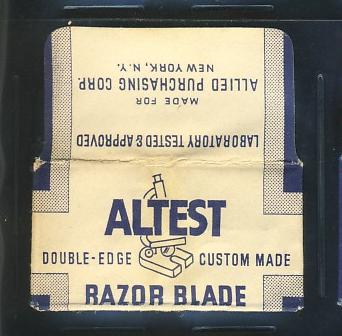 LABORATORY TESTED & APPROVED
MADE FOR
ALLIED PURCHASING CORP.
NEW YORK, N.Y.
ALTEST
DOUBLE-EDGE CUSTOM MADE
RAZOR BLADE